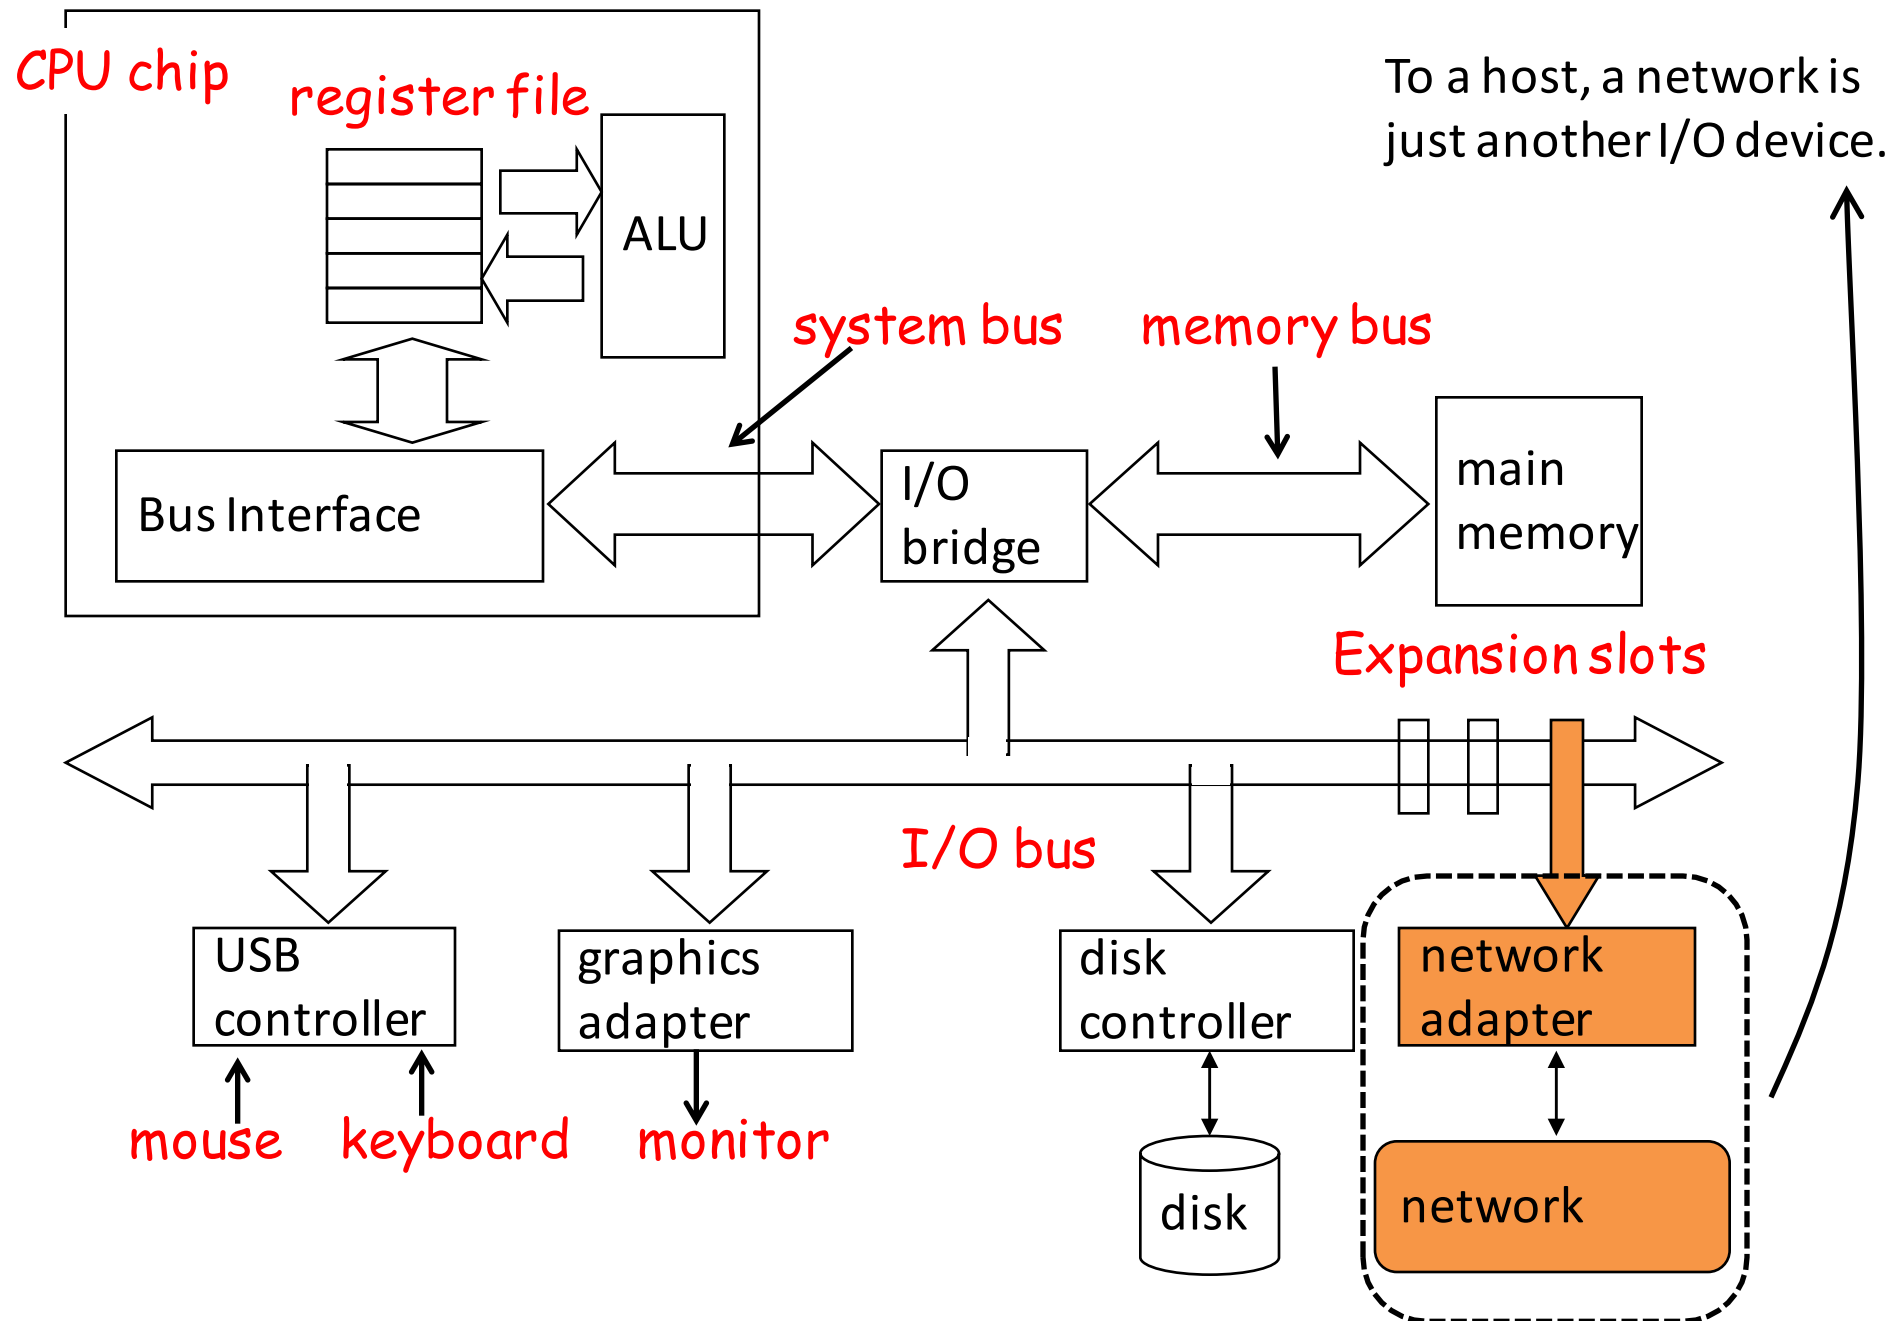 CPU chip
register file
To a host, a network is
just another I/O device.
ALU
system bus
memory bus
Bus Interface
I/O
bridge
main
memory
Expansion slots
I/O bus
USB
controller
graphics
adapter
disk
controller
network
adapter
mouse
keyboard
monitor
disk
network